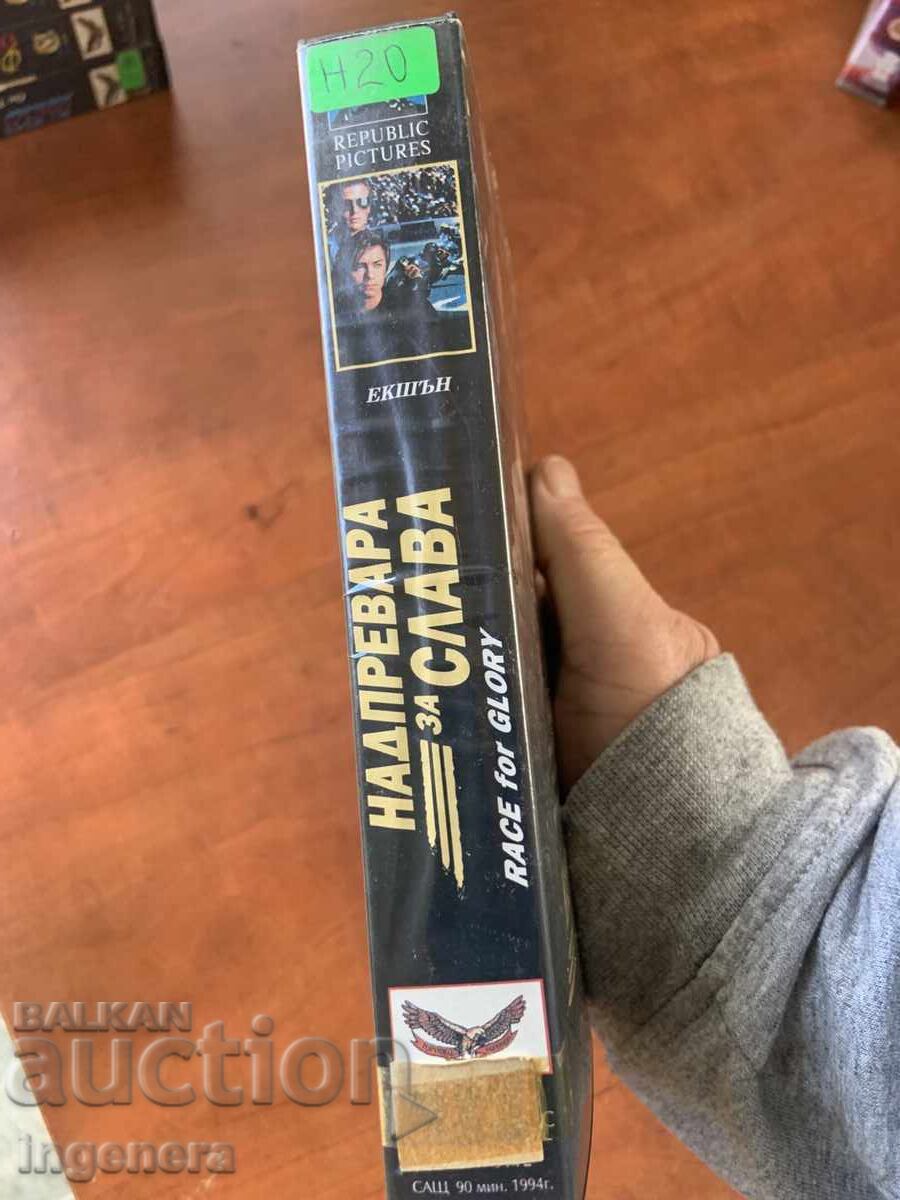 H20
REPUBLIC
PICTURES
ЕКШЪН
НАДПРЕВАРА
ЗА СЛАВА
RACE for GLORY
САЩ 90 мин. 1994г.
BALKAN
auction
ingenera